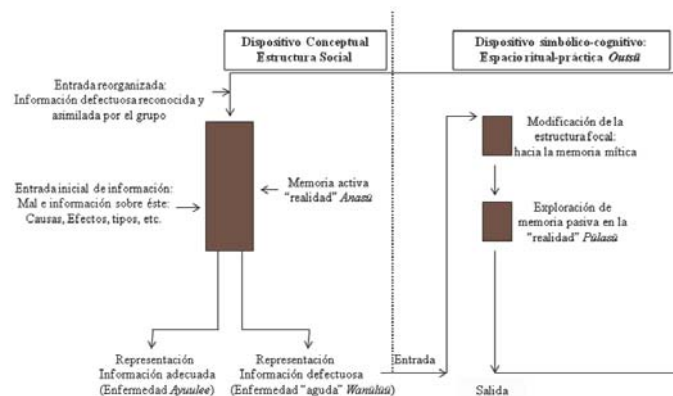 Dispositivo Conceptual
Estructura Social
Dispositivo simbólico-cognitivo:
Espacio ritual-práctica Outsü
Entrada reorganizada:
Información defectuosa reconocida y
asimilada por el grupo
Entrada inicial de información:
Mal e información sobre éste:
Causas, Efectos, tipos, etc.
Memoria activa
"realidad" Anasü
Modificación de la
estructura focal:
hacia la memoria mítica
Exploración de
memoria pasiva en la
"realidad" Pülasü
Representación
Información adecuada
(Enfermedad Ayuulee)
Representación
Información defectuosa
(Enfermedad "aguda" Wanülüü)
Entrada
Salida